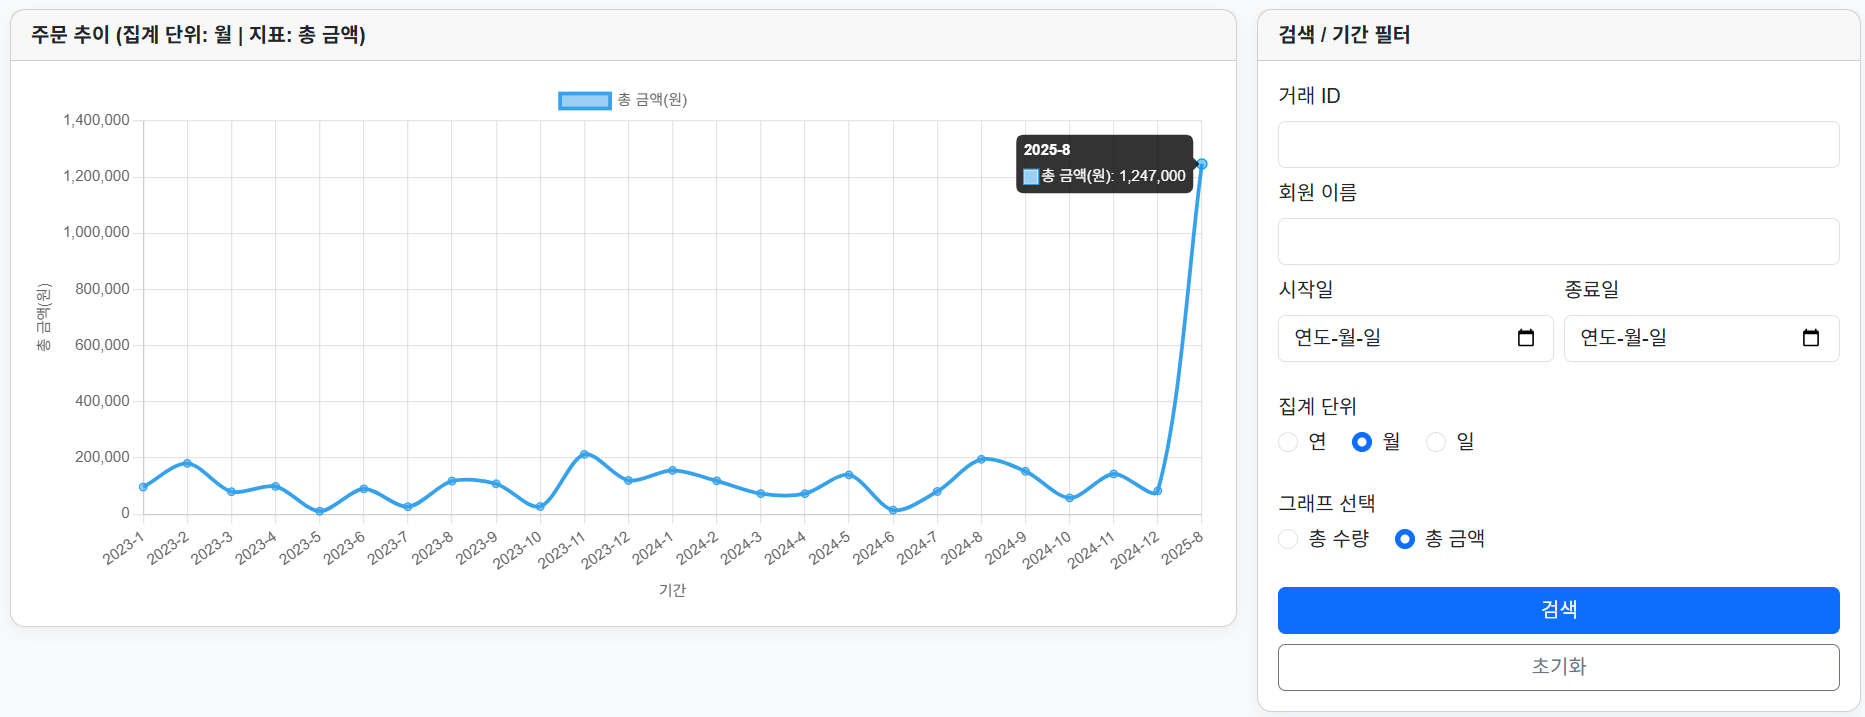 주문 추이 (집계 단위: 월 | 지표: 총 금액)
총 금액(원)
1,400,000
1,200,000
1,000,000
800,000
600,000
400,000
200,000
0
총 금액(원)
2025-8
총 금액(원): 1,247,000
2023-1
2023-2
2023-3
2023-4
2023-5
2023-6
2023-7
2023-8
2023-9
2023-10
2023-11
2023-12
2024-1
2024-2
2024-3
2024-4
2024-5
2024-6
2024-7
2024-8
2024-9
2024-10
2024-11
2024-12
2025-8
기간
검색 / 기간 필터
거래 ID
회원 이름
시작일 종료일
연도-월-일 연도-월-일
집계 단위
연 월 일
그래프 선택
총 수량 총 금액
검색
초기화